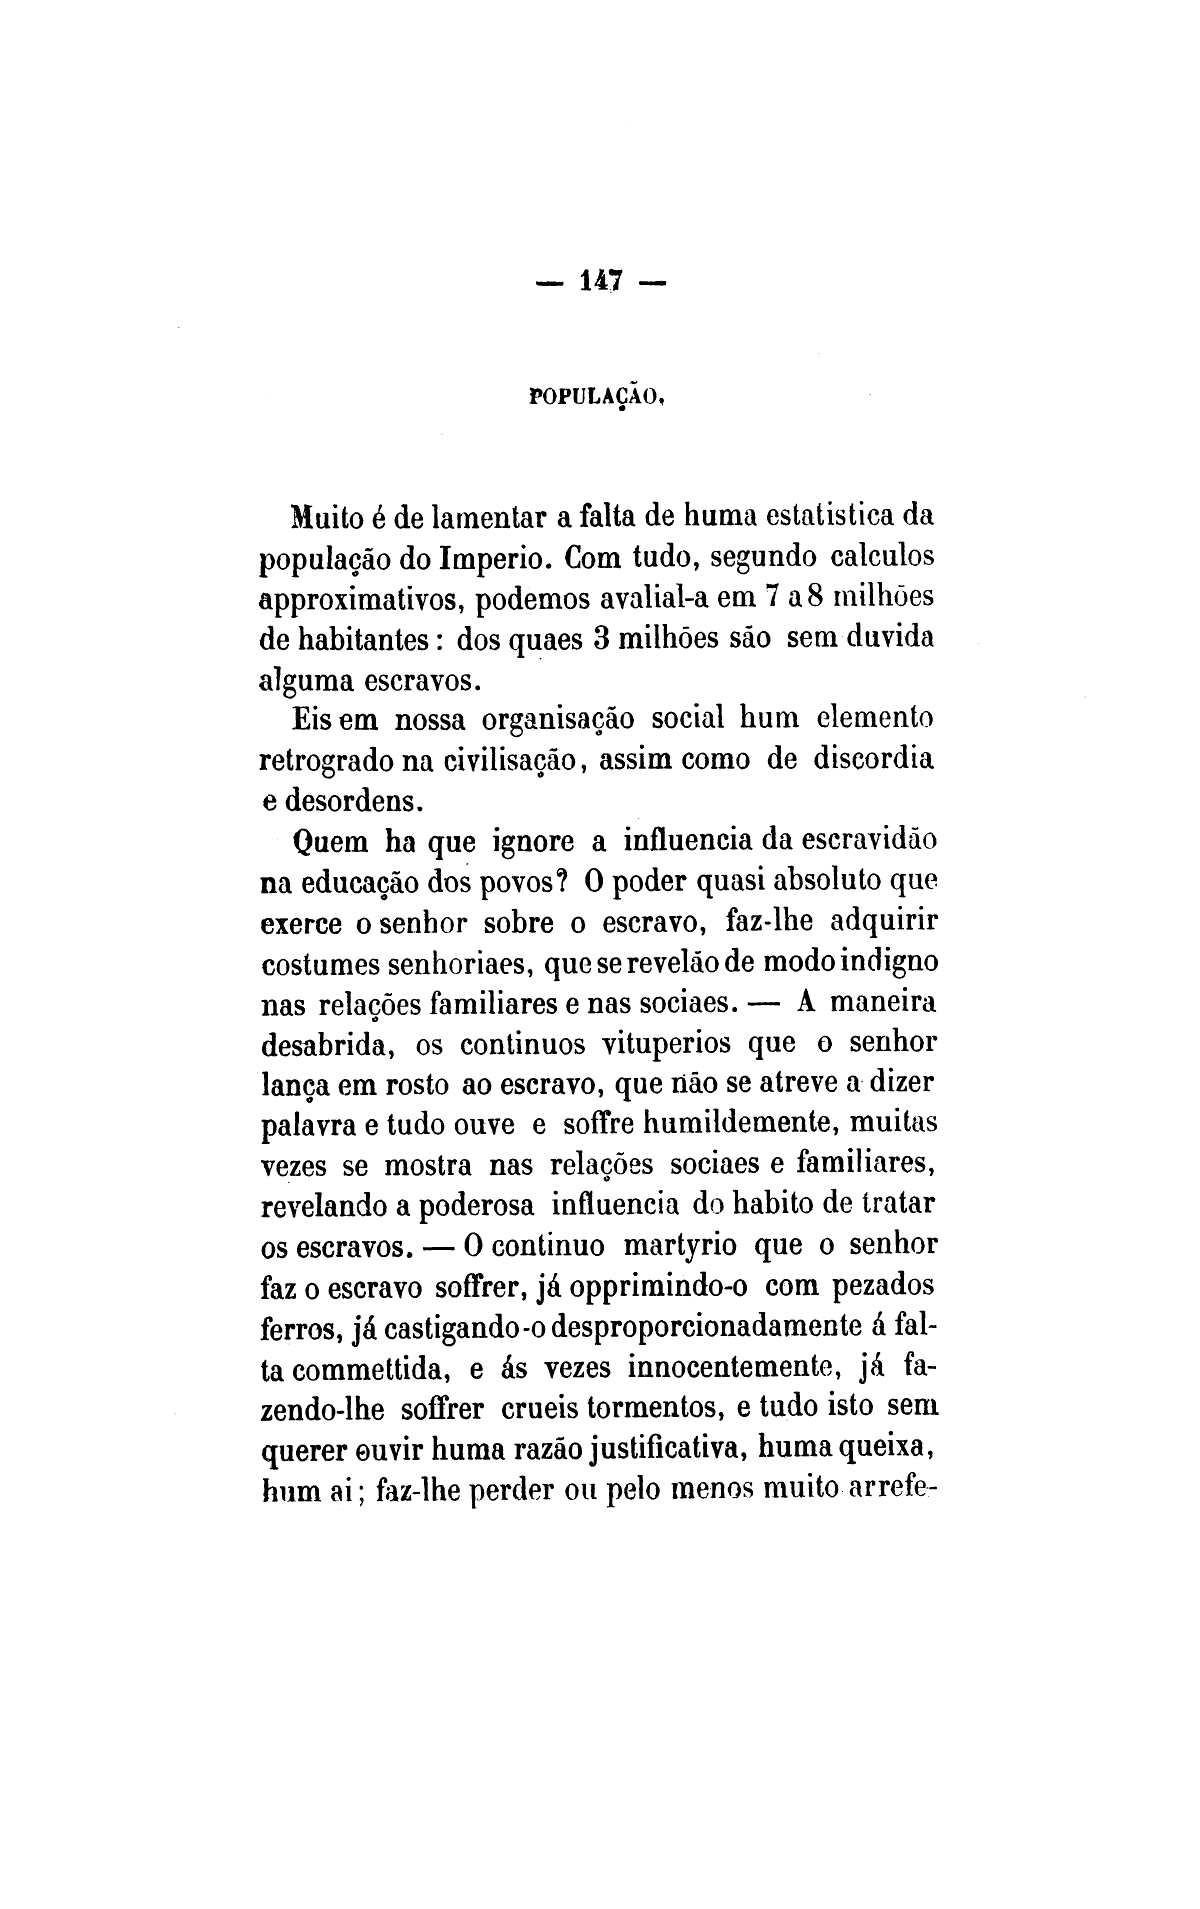 — 147 —
POPULAÇÃO,
Muito é de lamentar a falta de huma estatistica da
população do Imperio. Com tudo, segundo calculos
approximativos, podemos avalial-a em 7 a 8 milhões
de habitantes : dos quaes 3 milhões são sem duvida
alguma escravos.
Eis em nossa organisação social hum elemento
retrogrado na civilisação, assim como de discordia
e desordens.
Quem ha que ignore a influencia da escravidão
na educação dos povos? O poder quasi absoluto que
exerce o senhor sobre o escravo, faz-lhe adquirir
costumes senhoriaes, que se revelão de modo indigno
nas relações familiares e nas sociaes. — A maneira
desabrida, os continuos vituperios que o senhor
lança em rosto ao escravo, que não se atreve a dizer
palavra e tudo ouve e soffre humildemente, muitas
vezes se mostra nas relações sociaes e familiares,
revelando a poderosa influencia do habito de tratar
os escravos. — O continuo martyrio que o senhor
faz o escravo soffrer, já opprimindo-o com pezados
ferros, já castigando-o desproporcionadamente á fal-
ta commettida, e ás vezes innocentemente, já fa-
zendo-lhe soffrer crueis tormentos, e tudo isto sem
querer ouvir huma razão justificativa, huma queixa,
hum ai ; faz-lhe perder ou pelo menos muito arrefe-